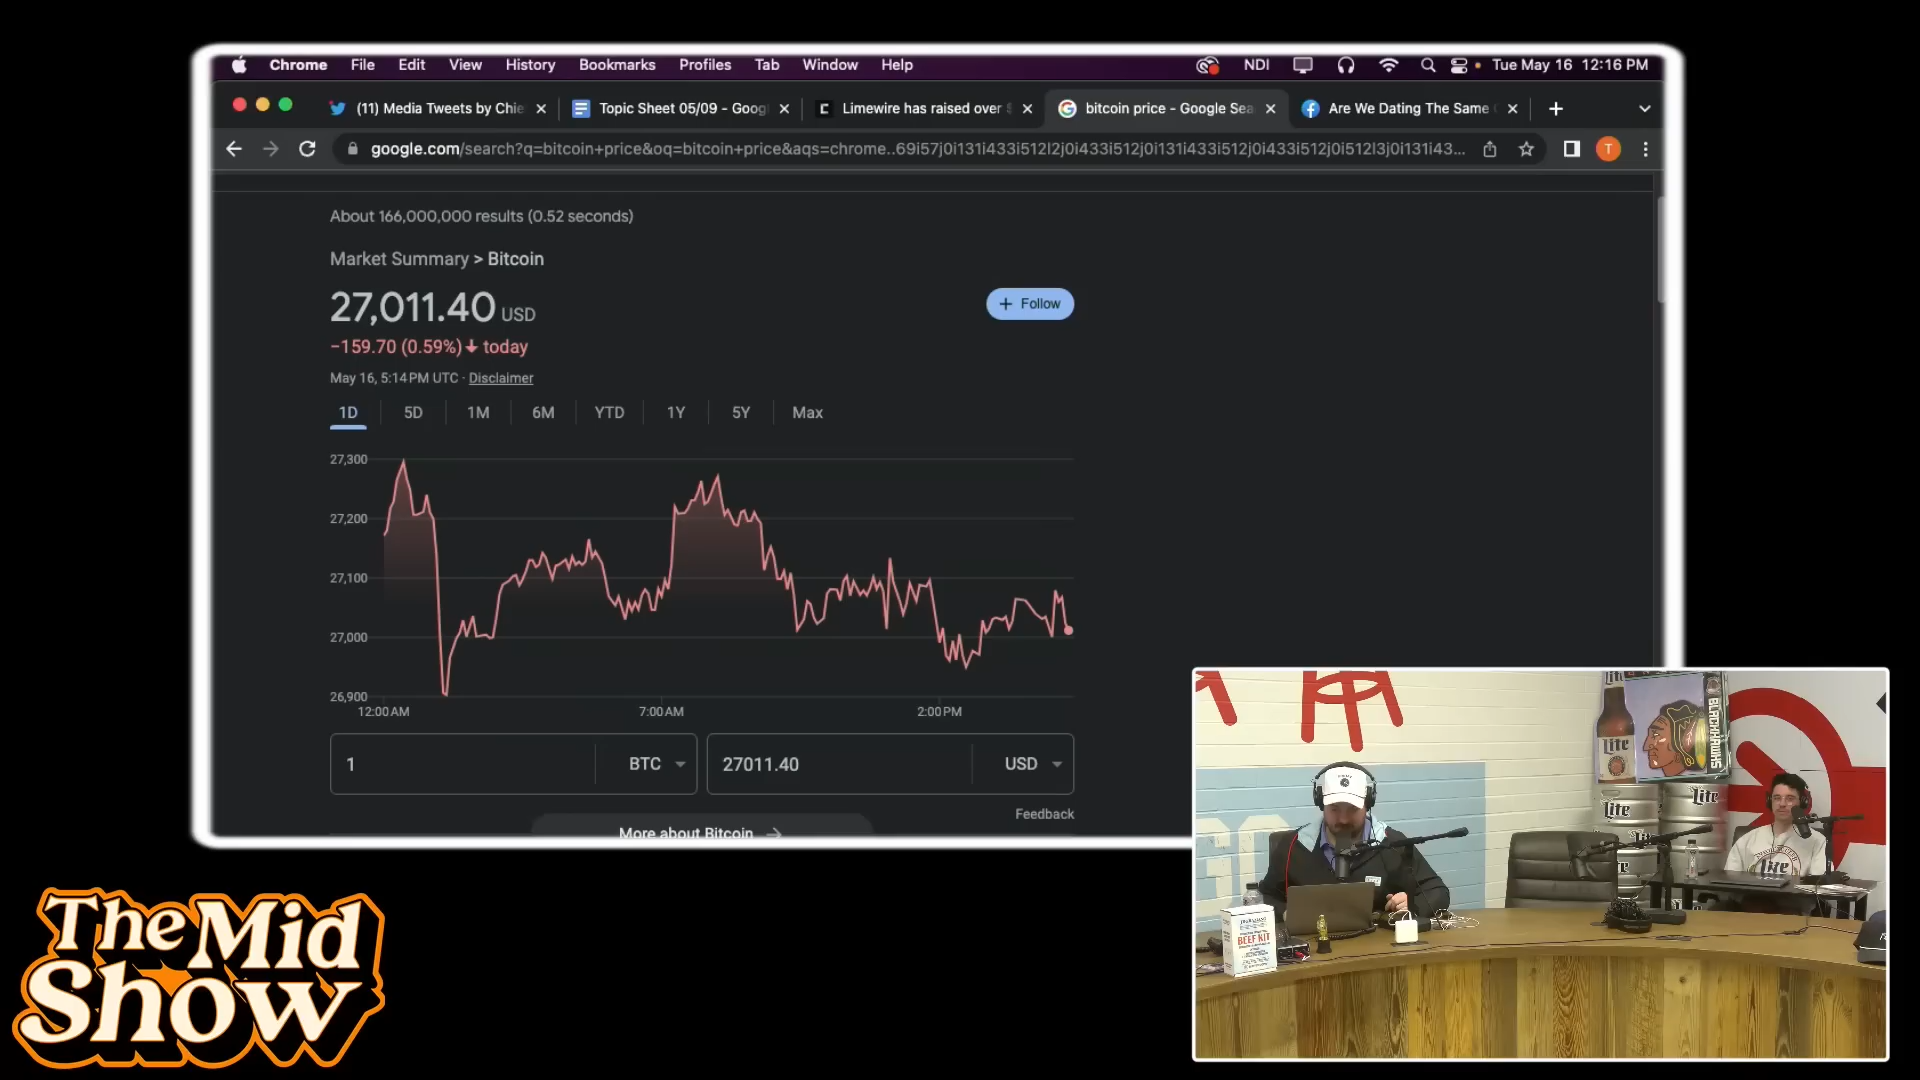 Chrome File Edit View History Bookmarks Profiles Tab Window Help NDI Tue May 16 12:16 PM
(11) Media Tweets by Chie Topic Sheet 05/09 - Goog Limewire has raised over bitcoin price - Google Sea Are We Dating The Same
google.com/search?q=bitcoin+price&oq=bitcoin+price&aqs=chrome..69i57j0i131i433i512l2j0i433i512j0i131i433i512j0i433i512j0i512l3j0i131i43... T
About 166,000,000 results (0.52 seconds)
Market Summary > Bitcoin
27,011.40 USD
+ Follow
−159.70 (0.59%) today
May 16, 5:14 PM UTC · Disclaimer
1D 5D 1M 6M YTD 1Y 5Y Max
27,300
27,200
27,100
27,000
26,900
12:00 AM 7:00 AM 2:00 PM
1 BTC 27011.40 USD
Feedback
More about Bitcoin
The Mid
Show
Lite
BLACKHAWKS
Lite
Lite
Lite
Lite
BEEF KIT